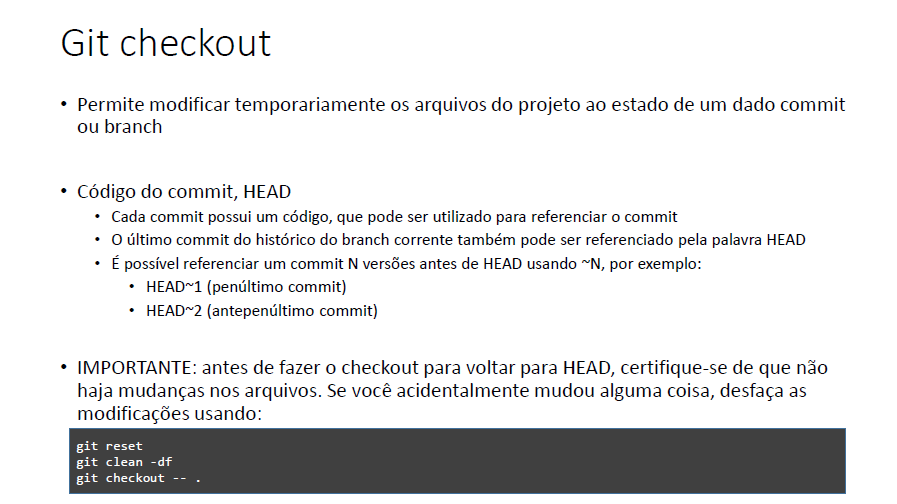 Git checkout
• Permite modificar temporariamente os arquivos do projeto ao estado de um dado commit
ou branch
• Código do commit, HEAD
• Cada commit possui um código, que pode ser utilizado para referenciar o commit
• O último commit do histórico do branch corrente também pode ser referenciado pela palavra HEAD
• É possível referenciar um commit N versões antes de HEAD usando ~N, por exemplo:
• HEAD~1 (penúltimo commit)
• HEAD~2 (antepenúltimo commit)
• IMPORTANTE: antes de fazer o checkout para voltar para HEAD, certifique-se de que não
haja mudanças nos arquivos. Se você acidentalmente mudou alguma coisa, desfaça as
modificações usando:
git reset
git clean -df
git checkout -- .